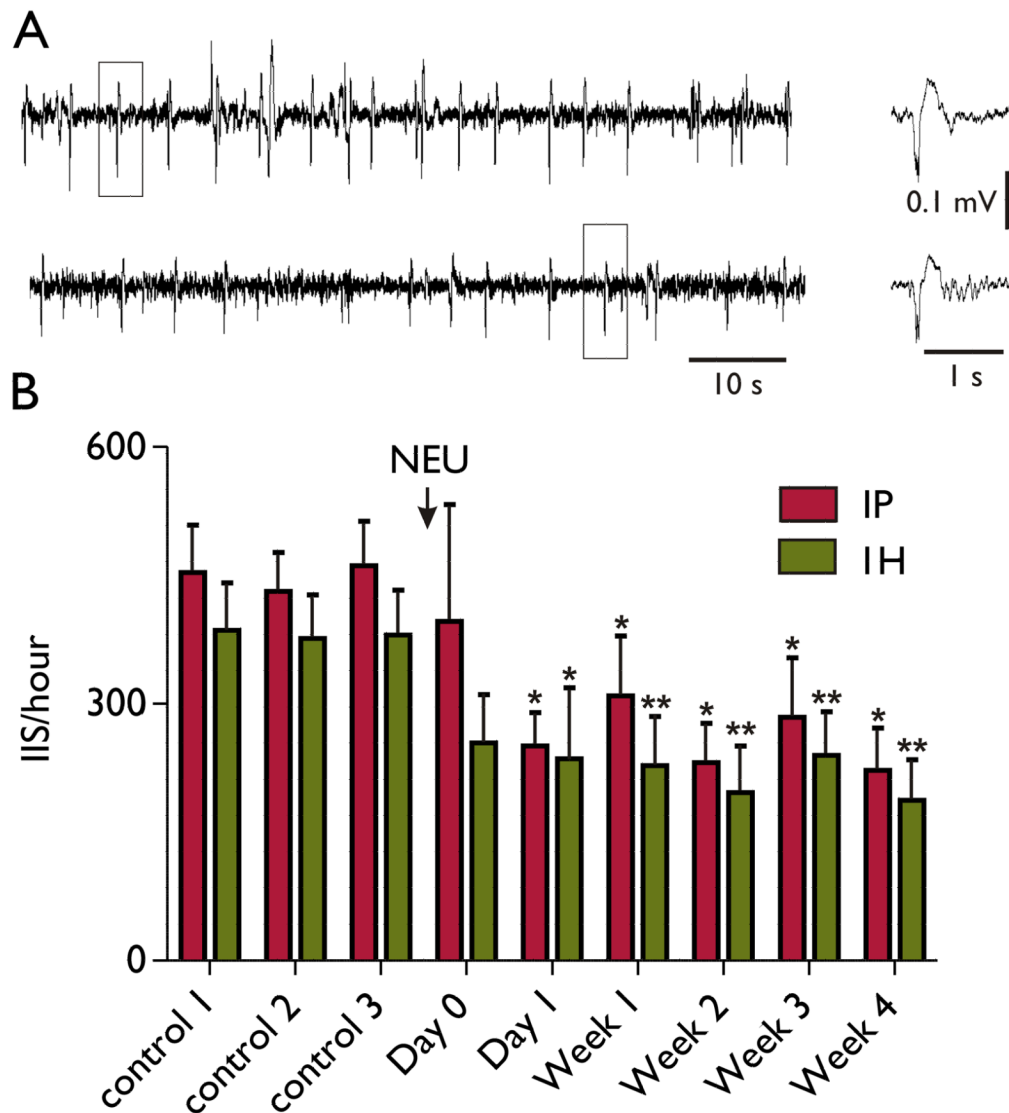 A
0.1 mV
10 s
1 s
B
600
NEU
IP
IH
IIS/hour
*
*
*
**
*
**
*
**
*
**
300
0
control 1
control 2
control 3
Day 0
Day 1
Week 1
Week 2
Week 3
Week 4